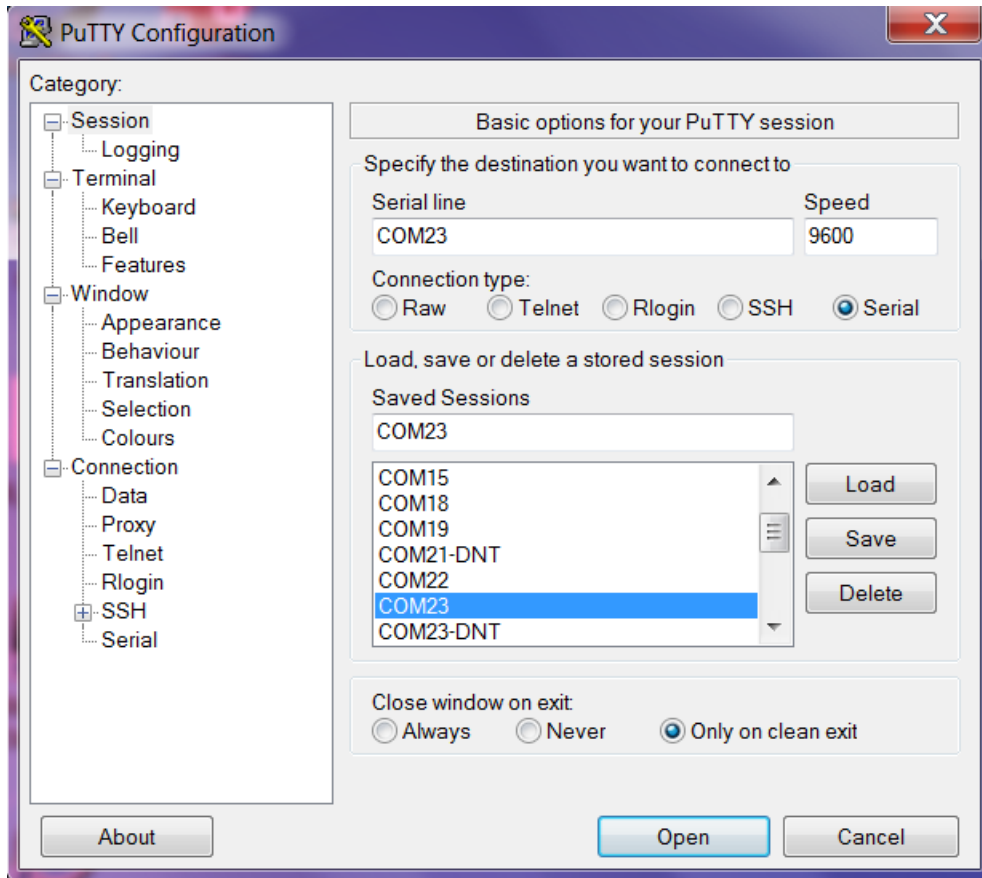 PuTTY Configuration
X
Category:
Session
Logging
Terminal
Keyboard
Bell
Features
Window
Appearance
Behaviour
Translation
Selection
Colours
Connection
Data
Proxy
Telnet
Rlogin
SSH
Serial
Basic options for your PuTTY session
Specify the destination you want to connect to
Serial line Speed
COM23 9600
Connection type:
Raw Telnet Rlogin SSH Serial
Load, save or delete a stored session
Saved Sessions
COM23
COM15
COM18
COM19
COM21-DNT
COM22
COM23
COM23-DNT
Load
Save
Delete
Close window on exit:
Always Never Only on clean exit
About Open Cancel